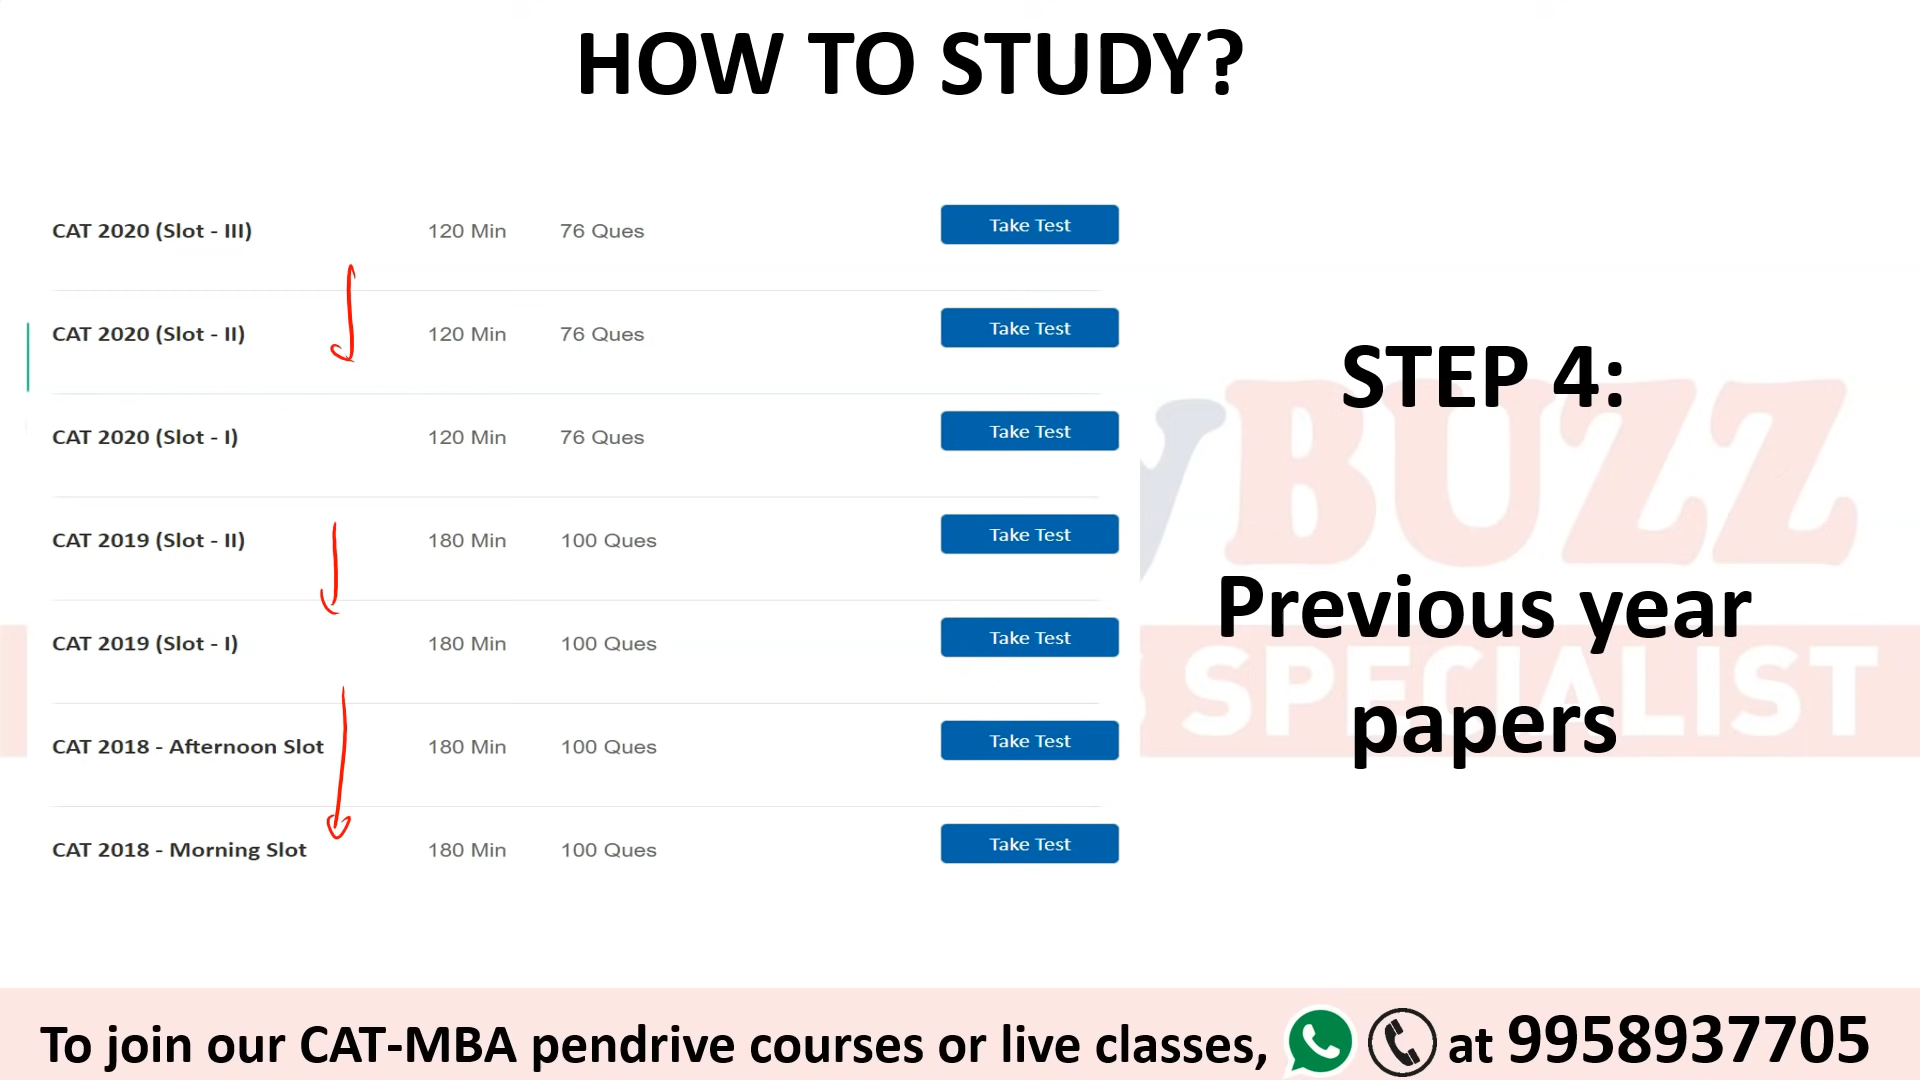 HOW TO STUDY?
CAT 2020 (Slot - III) 120 Min 76 Ques Take Test
CAT 2020 (Slot - II) 120 Min 76 Ques Take Test
CAT 2020 (Slot - I) 120 Min 76 Ques Take Test
CAT 2019 (Slot - II) 180 Min 100 Ques Take Test
CAT 2019 (Slot - I) 180 Min 100 Ques Take Test
CAT 2018 - Afternoon Slot 180 Min 100 Ques Take Test
CAT 2018 - Morning Slot 180 Min 100 Ques Take Test
STEP 4:
BUZZ
Previous year
SPECIALIST
papers
To join our CAT-MBA pendrive courses or live classes, at 9958937705